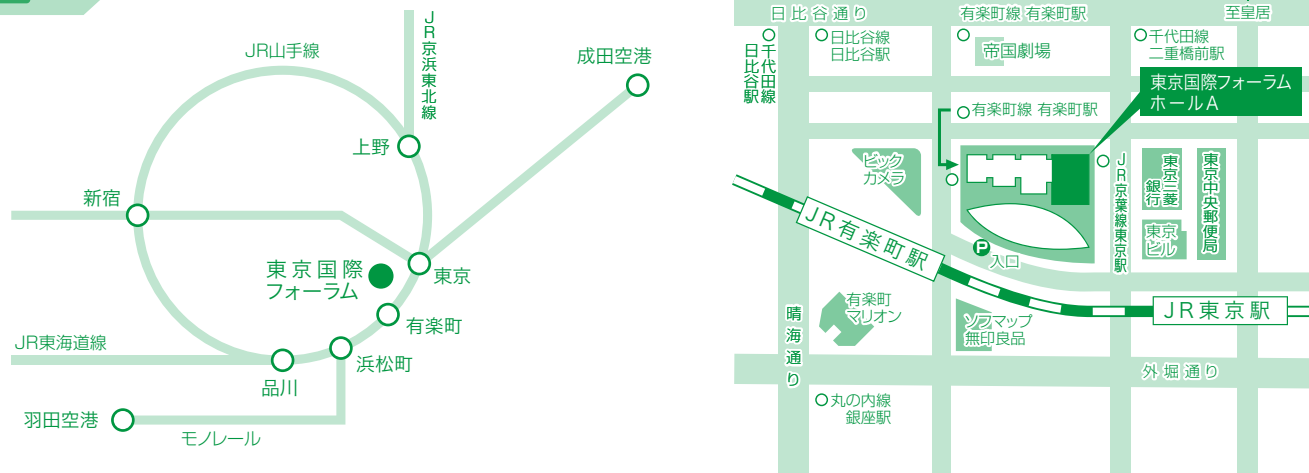 JR京浜東北線
JR山手線
成田空港
上野
新宿
東京国際
フォーラム
東京
有楽町
JR東海道線
浜松町
品川
羽田空港
モノレール
日比谷通り
有楽町線 有楽町駅
至皇居
千代田線
日比谷駅
日比谷線
日比谷駅
帝国劇場
千代田線
二重橋前駅
東京国際フォーラム
ホールA
有楽町線 有楽町駅
ビック
カメラ
JR京葉線東京駅
東京三菱
銀行
東京中央郵便局
東京
ビル
JR有楽町駅
P
入口
有楽町
マリオン
晴海通り
ソフマップ
無印良品
JR東京駅
外堀通り
丸の内線
銀座駅